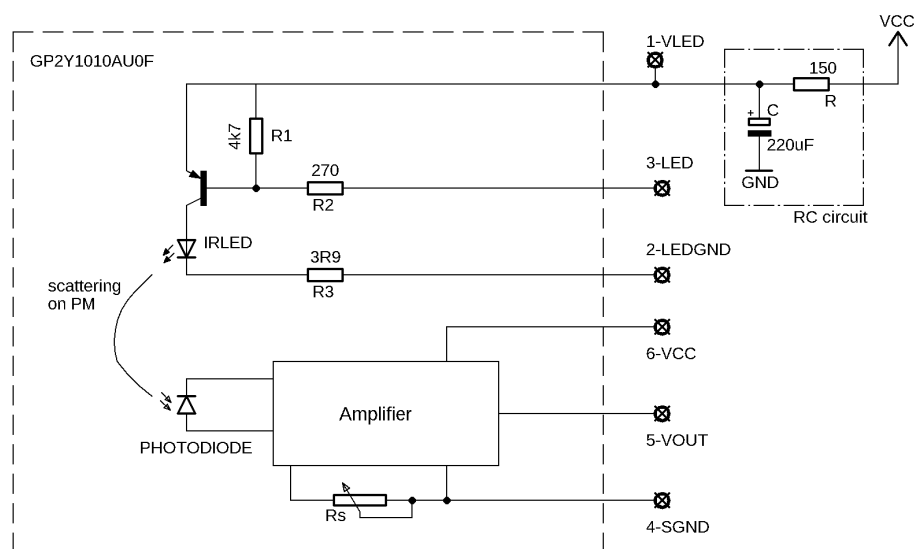 VCC
1-VLED
GP2Y1010AU0F
150
R
+ C
220uF
GND
RC circuit
4k7
R1
270
R2
3-LED
IRLED
3R9
R3
2-LEDGND
scattering
on PM
6-VCC
Amplifier
PHOTODIODE
5-VOUT
Rs
4-SGND